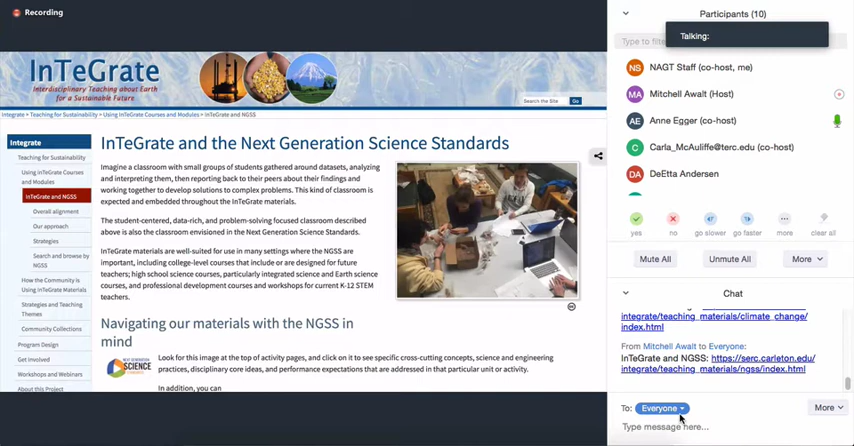 Recording
InTeGrate
Interdisciplinary Teaching about Earth
for a Sustainable Future
Search the Site
Go
Integrate > Teaching for Sustainability > Using InTeGrate Courses and Modules > InTeGrate and NGSS
Integrate
Teaching for Sustainability
Using InTeGrate Courses
and Modules
InTeGrate and NGSS
Overall alignment
Our approach
Strategies
Search and browse by
NGSS
How the Community is
Using InTeGrate Materials
Strategies and Teaching
Themes
Community Collections
Program Design
Get Involved
Workshops and Webinars
About this Project
InTeGrate and the Next Generation Science Standards
Imagine a classroom with small groups of students gathered around datasets, analyzing
and interpreting them, then reporting back to their peers about their findings and
working together to develop solutions to complex problems. This kind of classroom is
expected and embedded throughout the InTeGrate materials.
The student-centered, data-rich, and problem-solving focused classroom described
above is also the classroom envisioned in the Next Generation Science Standards.
InTeGrate materials are well-suited for use in many settings where the NGSS are
important, including college-level courses that include or are designed for future
teachers; high school science courses, particularly integrated science and Earth science
courses, and professional development courses and workshops for current K-12 STEM
teachers.
Navigating our materials with the NGSS in
mind
NEXT GENERATION
SCIENCE
Look for this image at the top of activity pages, and click on it to see specific cross-cutting concepts, science and engineering
practices, disciplinary core ideas, and performance expectations that are addressed in that particular unit or activity.
In addition, you can
Participants (10)
Type to filte
Talking:
NS
NAGT Staff (co-host, me)
MA
Mitchell Awalt (Host)
AE
Anne Egger (co-host)
C
Carla_McAuliffe@terc.edu (co-host)
D
DeEtta Andersen
yes
no
go slower
go faster
more
clear all
Mute All
Unmute All
More
Chat
integrate/teaching_materials/climate_change/
index.html
From Mitchell Awalt to Everyone:
InTeGrate and NGSS: https://serc.carleton.edu/
integrate/teaching_materials/ngss/index.html
To:
Everyone
More
Type message here...